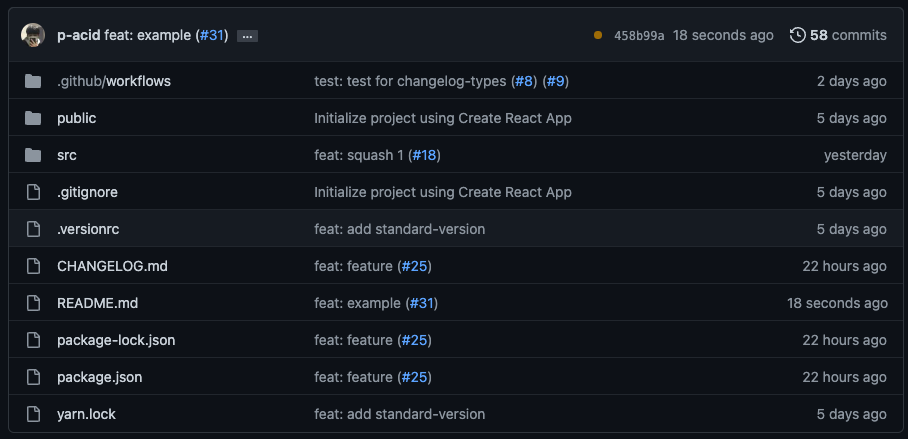 p-acid feat: example (#31) ... 458b99a 18 seconds ago 58 commits
.github/workflows test: test for changelog-types (#8) (#9) 2 days ago
public Initialize project using Create React App 5 days ago
src feat: squash 1 (#18) yesterday
.gitignore Initialize project using Create React App 5 days ago
.versionrc feat: add standard-version 5 days ago
CHANGELOG.md feat: feature (#25) 22 hours ago
README.md feat: example (#31) 18 seconds ago
package-lock.json feat: feature (#25) 22 hours ago
package.json feat: feature (#25) 22 hours ago
yarn.lock feat: add standard-version 5 days ago